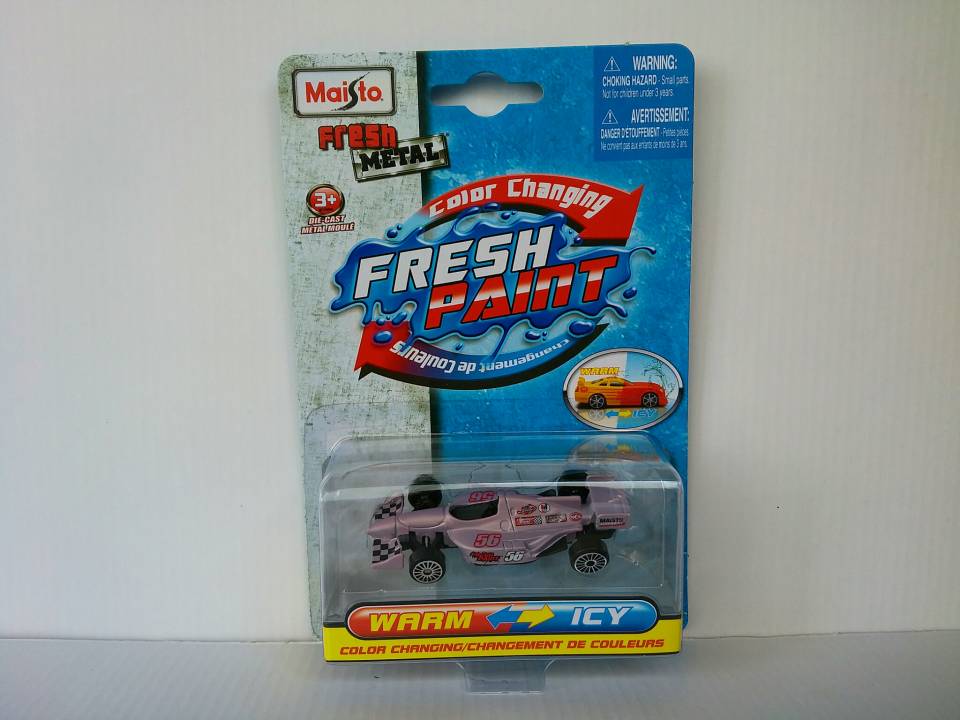 Maisto
Fresh
METAL
3+
DIE-CAST
METAL MOULÉ
WARNING:
CHOKING HAZARD - Small parts.
Not for children under 3 years.
AVERTISSEMENT:
DANGER D'ÉTOUFFEMENT - Petites pièces
Ne convient pas aux enfants de moins de 3 ans.
Color Changing
FRESH
PAINT
Changement de Couleurs
WARM
ICY
56
56
56
MAISTO
WARM ICY
COLOR CHANGING/CHANGEMENT DE COULEURS